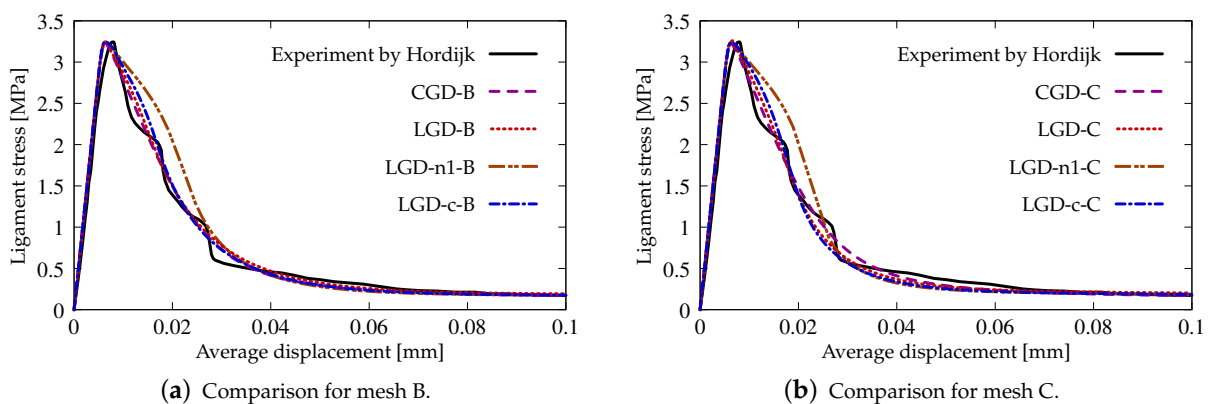 3.5
3
2.5
2
1.5
1
0.5
0
0 0.02 0.04 0.06 0.08 0.1
Ligament stress [MPa]
Average displacement [mm]
Experiment by Hordijk
CGD-B
LGD-B
LGD-n1-B
LGD-c-B
(a) Comparison for mesh B.
3.5
3
2.5
2
1.5
1
0.5
0
0 0.02 0.04 0.06 0.08 0.1
Ligament stress [MPa]
Average displacement [mm]
Experiment by Hordijk
CGD-C
LGD-C
LGD-n1-C
LGD-c-C
(b) Comparison for mesh C.